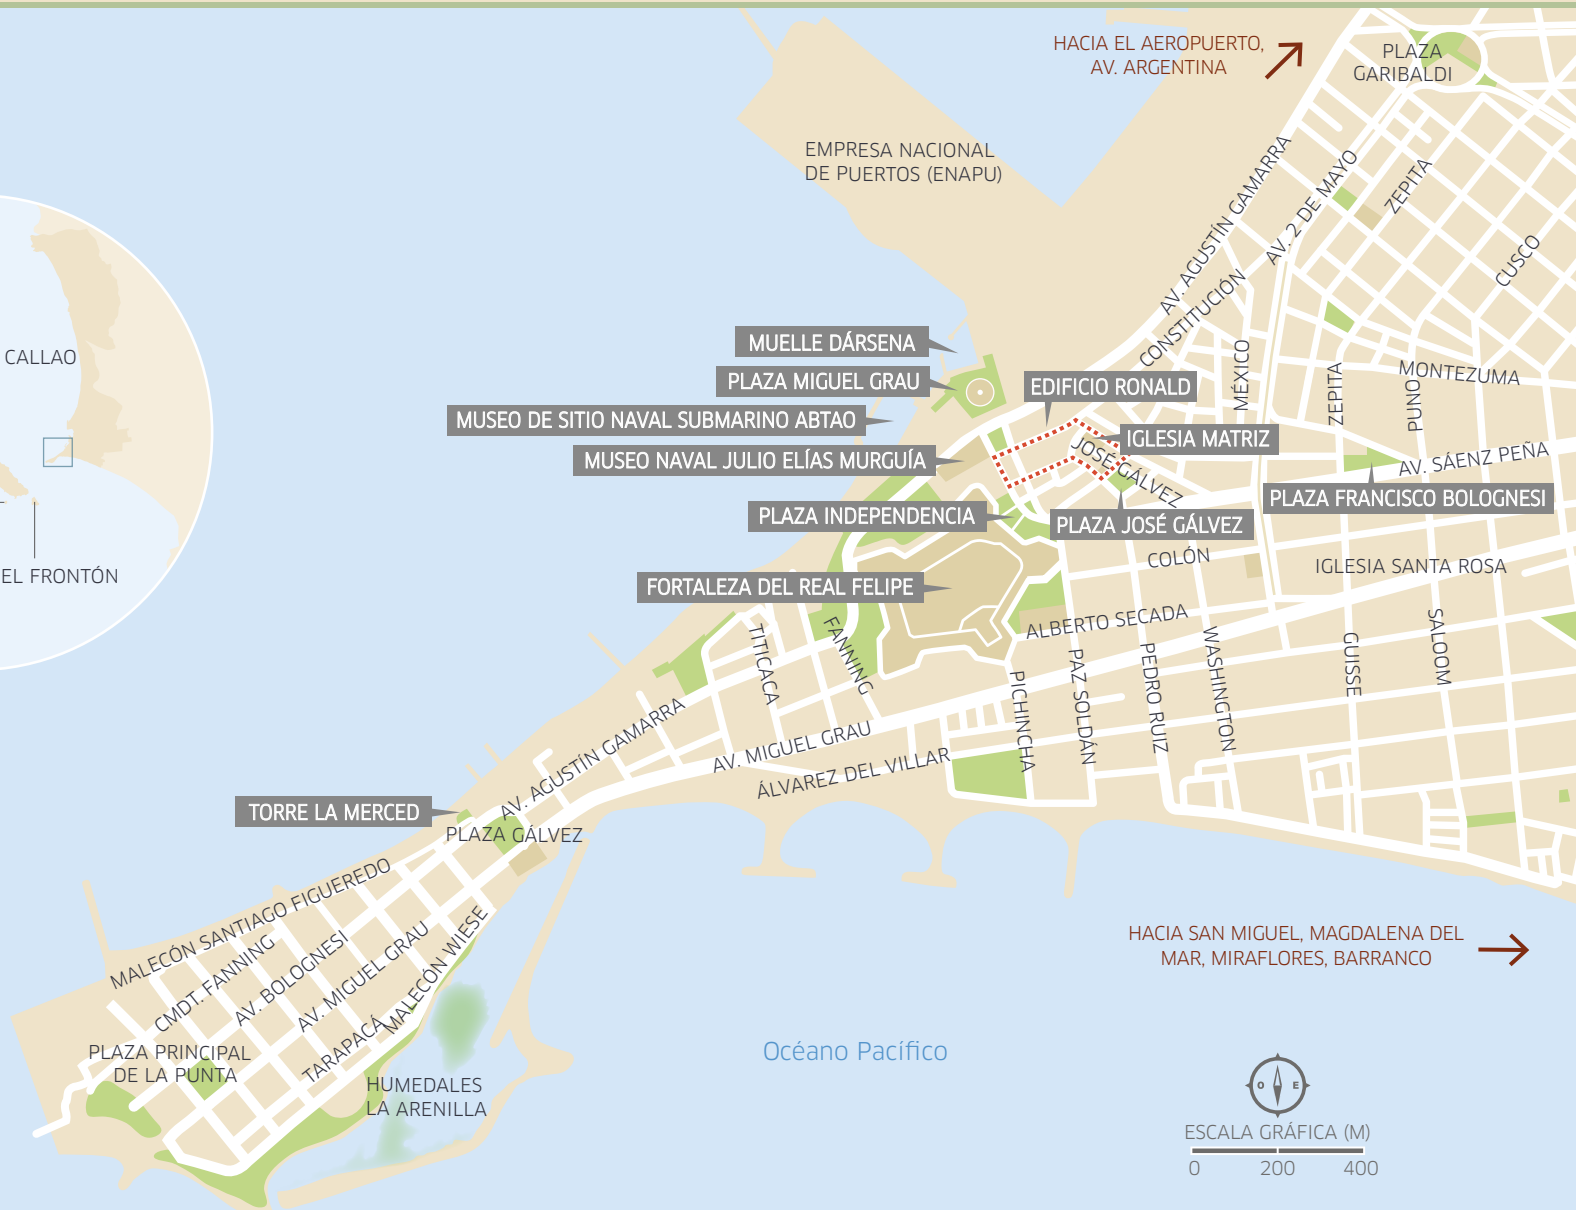 HACIA EL AEROPUERTO,
AV. ARGENTINA
PLAZA
GARIBALDI
EMPRESA NACIONAL
DE PUERTOS (ENAPU)
AV. AGUSTÍN GAMARRA
AV. 2 DE MAYO
ZEPITA
CUSCO
CONSTITUCIÓN
MÉXICO
ZEPITA
PUNO
MONTEZUMA
CALLAO
EL FRONTÓN
MUELLE DÁRSENA
PLAZA MIGUEL GRAU
EDIFICIO RONALD
MUSEO DE SITIO NAVAL SUBMARINO ABTAO
IGLESIA MATRIZ
MUSEO NAVAL JULIO ELÍAS MURGUÍA
JOSÉ GÁLVEZ
AV. SÁENZ PEÑA
PLAZA FRANCISCO BOLOGNESI
PLAZA INDEPENDENCIA
PLAZA JOSÉ GÁLVEZ
COLÓN
IGLESIA SANTA ROSA
FORTALEZA DEL REAL FELIPE
ALBERTO SECADA
TITICACA
FANNING
PICHINCHA
PAZ SOLDÁN
PEDRO RUIZ
WASHINGTON
GUISSE
SALOOM
AV. AGUSTÍN GAMARRA
AV. MIGUEL GRAU
ÁLVAREZ DEL VILLAR
TORRE LA MERCED
PLAZA GÁLVEZ
MALECÓN SANTIAGO FIGUEREDO
CMDT. FANNING
AV. BOLOGNESI
AV. MIGUEL GRAU
TARAPACÁ
MALECÓN WIESE
PLAZA PRINCIPAL
DE LA PUNTA
HUMEDALES
LA ARENILLA
HACIA SAN MIGUEL, MAGDALENA DEL
MAR, MIRAFLORES, BARRANCO
Océano Pacífico
O E
ESCALA GRÁFICA (M)
0 200 400